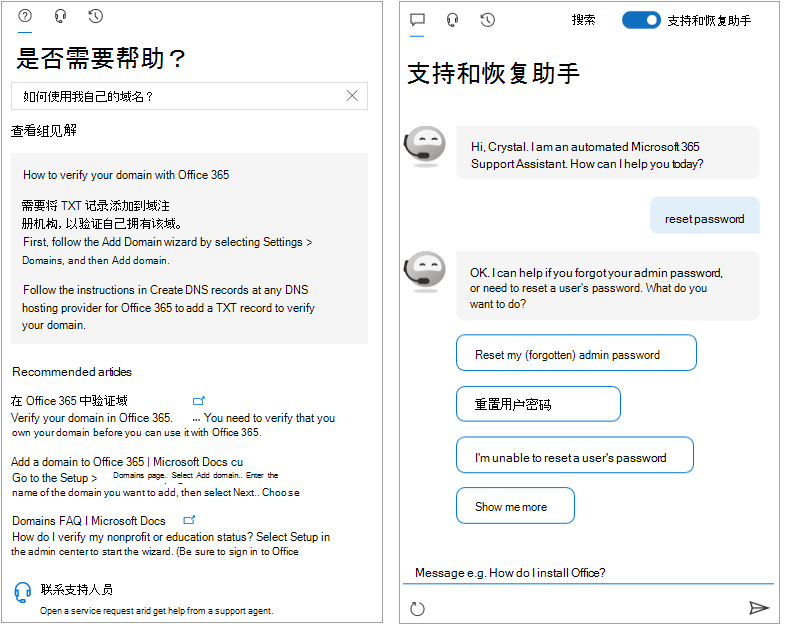 是否需要帮助？
如何使用我自己的域名？
查看组见解
How to verify your domain with Office 365
需要将 TXT 记录添加到域注
册机构，以验证自己拥有该域。
First, follow the Add Domain wizard by selecting Settings >
Domains, and then Add domain.
Follow the instructions in Create DNS records at any DNS
hosting provider for Office 365 to add a TXT record to verify
your domain.
Recommended articles
在 Office 365 中验证域
Verify your domain in Office 365. ... You need to verify that you
own your domain before you can use it with Office 365.
Add a domain to Office 365 | Microsoft Docs cu
Go to the Setup > Domains page.. Select Add domain.. Enter the
name of the domain you want to add, then select Next.. Choose
Domains FAQ | Microsoft Docs
How do I verify my nonprofit or education status? Select Setup in
the admin center to start the wizard. (Be sure to sign in to Office
联系支持人员
Open a service request arid get help from a support agent.
搜索
支持和恢复助手
支持和恢复助手
Hi, Crystal. I am an automated Microsoft 365
Support Assistant. How can I help you today?
reset password
OK. I can help if you forgot your admin password,
or need to reset a user's password. What do you
want to do?
Reset my (forgotten) admin password
重置用户密码
I'm unable to reset a user's password
Show me more
Message e.g. How do I install Office?